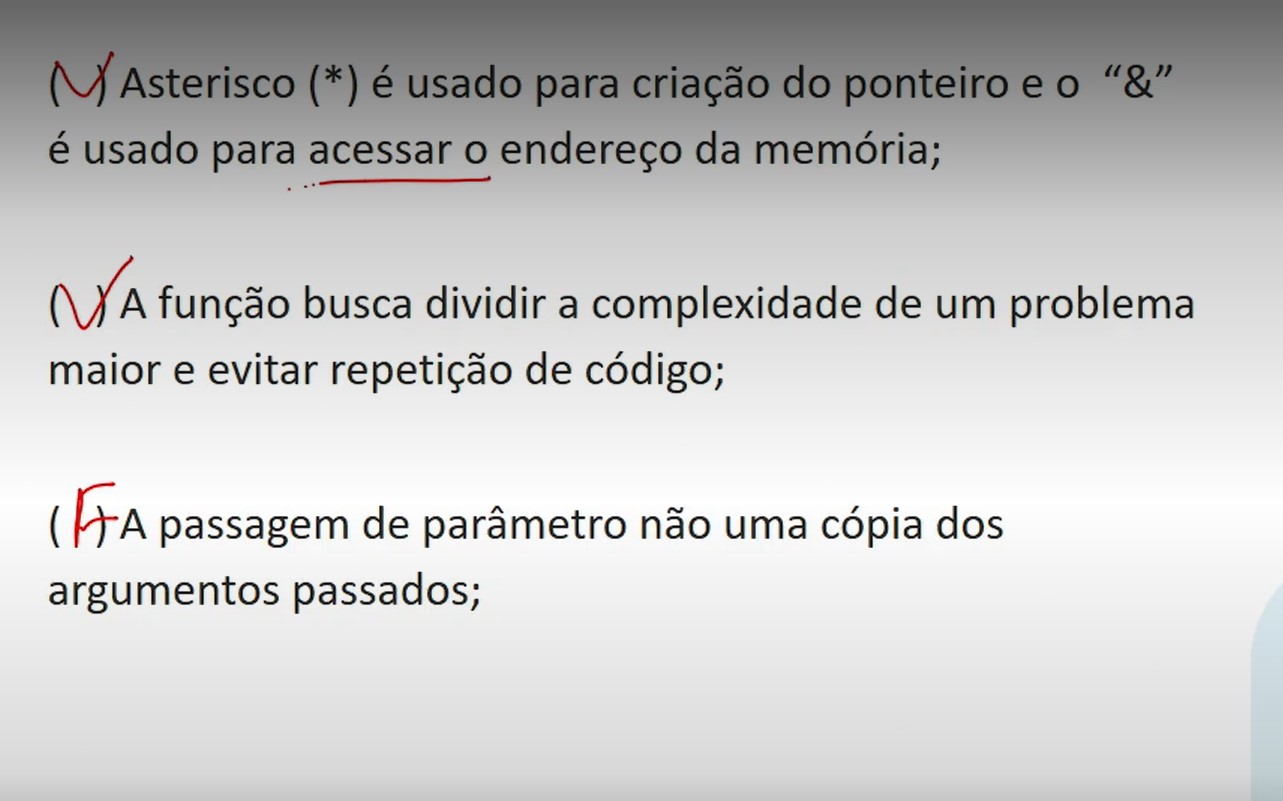 (V) Asterisco (*) é usado para criação do ponteiro e o “&”
é usado para acessar o endereço da memória;
(V) A função busca dividir a complexidade de um problema
maior e evitar repetição de código;
(F) A passagem de parâmetro não uma cópia dos
argumentos passados;